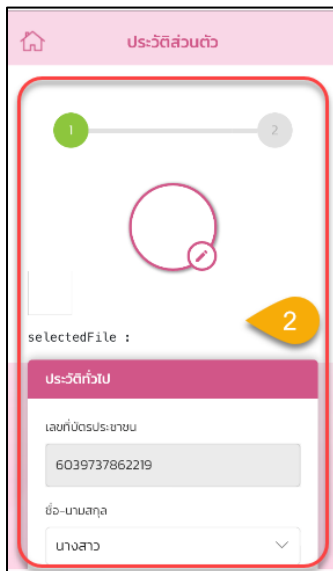 ประวัติส่วนตัว
1
2
2
selectedFile :
ประวัติทั่วไป
เลขที่บัตรประชาชน
6039737862219
ชื่อ-นามสกุล
นางสาว